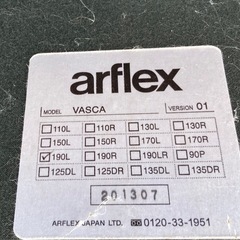 arflex
MODEL VASCA VERSION 01
□110L □110R □130L □130R
□150L □150R □170L □170R
☑190L □190R □190LR □90P
□125DL □125DR □135DL □135DR
201307
ARFLEX JAPAN LTD. 0120-33-1951